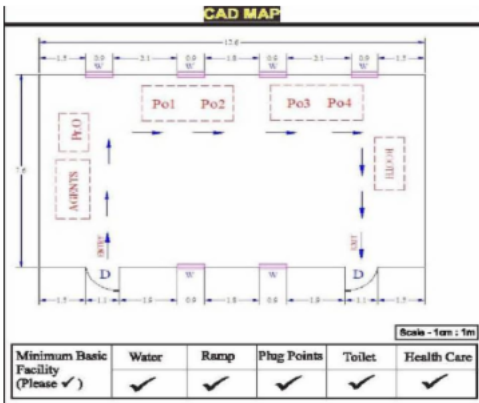 CAD MAP
12.6
1.5 0.9 2.1 0.9 1.8 0.9 2.1 0.9 1.5
W W W W
Po1 Po2 Po3 Po4
PrO
AGENTS
BOOTH
7.6
ENTRY
EXIT
D W W D
1.5 1.1 1.9 0.9 1.8 0.9 1.9 1.1 1.5
Scale - 1cm : 1m
Minimum Basic Facility (Please ✓) Water Ramp Plug Points Toilet Health Care
✓ ✓ ✓ ✓ ✓